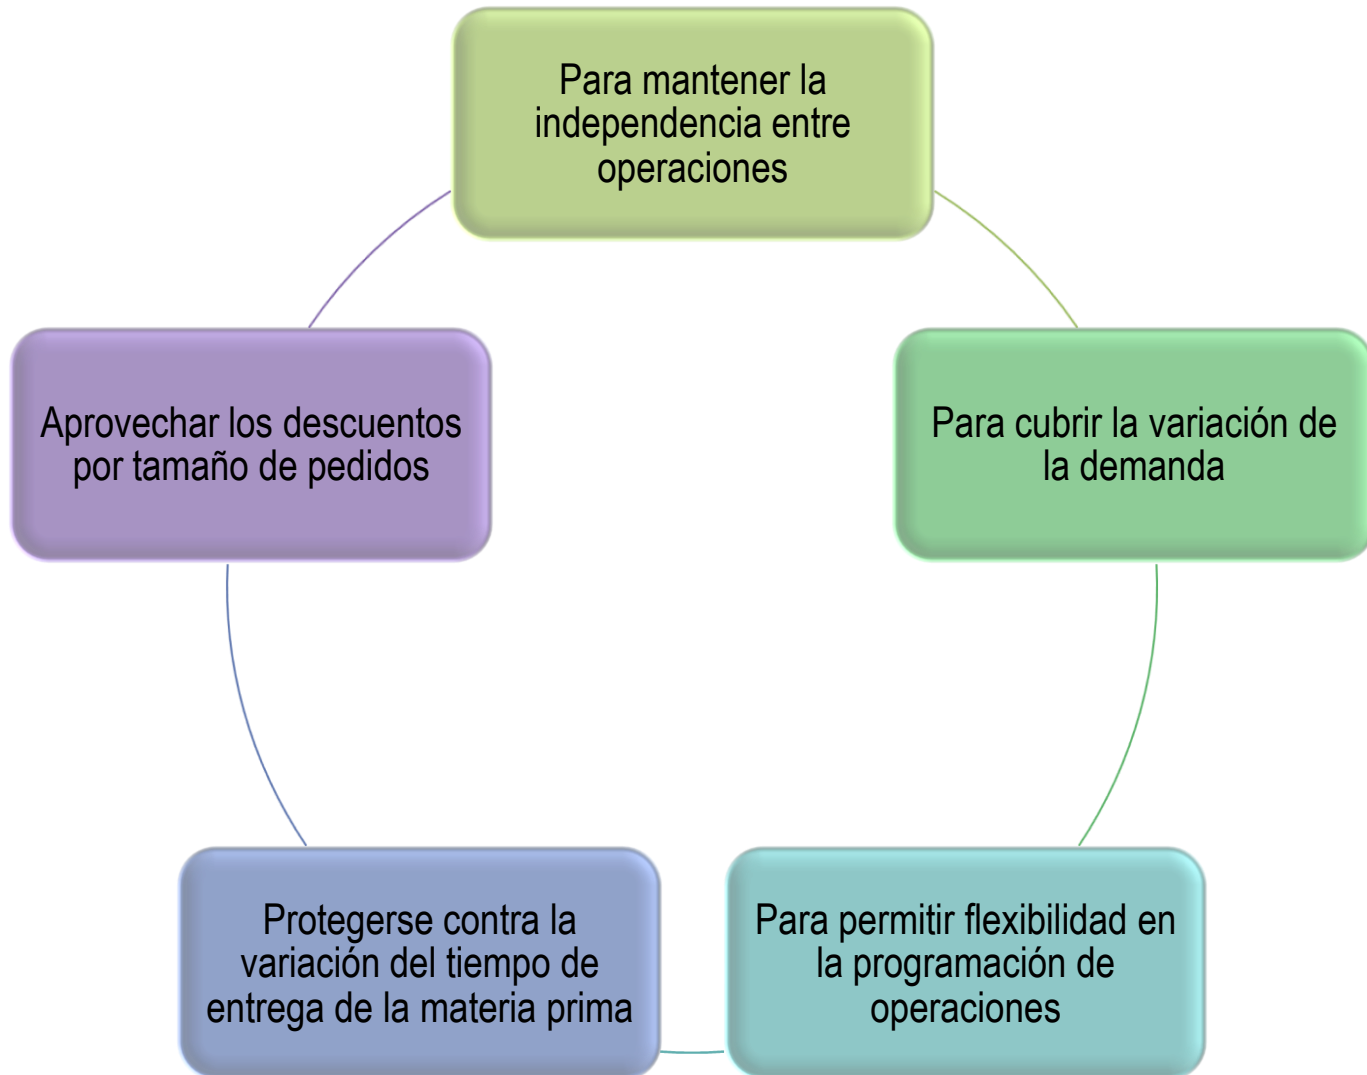 Para mantener la
independencia entre
operaciones
Para cubrir la variación de
la demanda
Para permitir flexibilidad en
la programación de
operaciones
Protegerse contra la
variación del tiempo de
entrega de la materia prima
Aprovechar los descuentos
por tamaño de pedidos